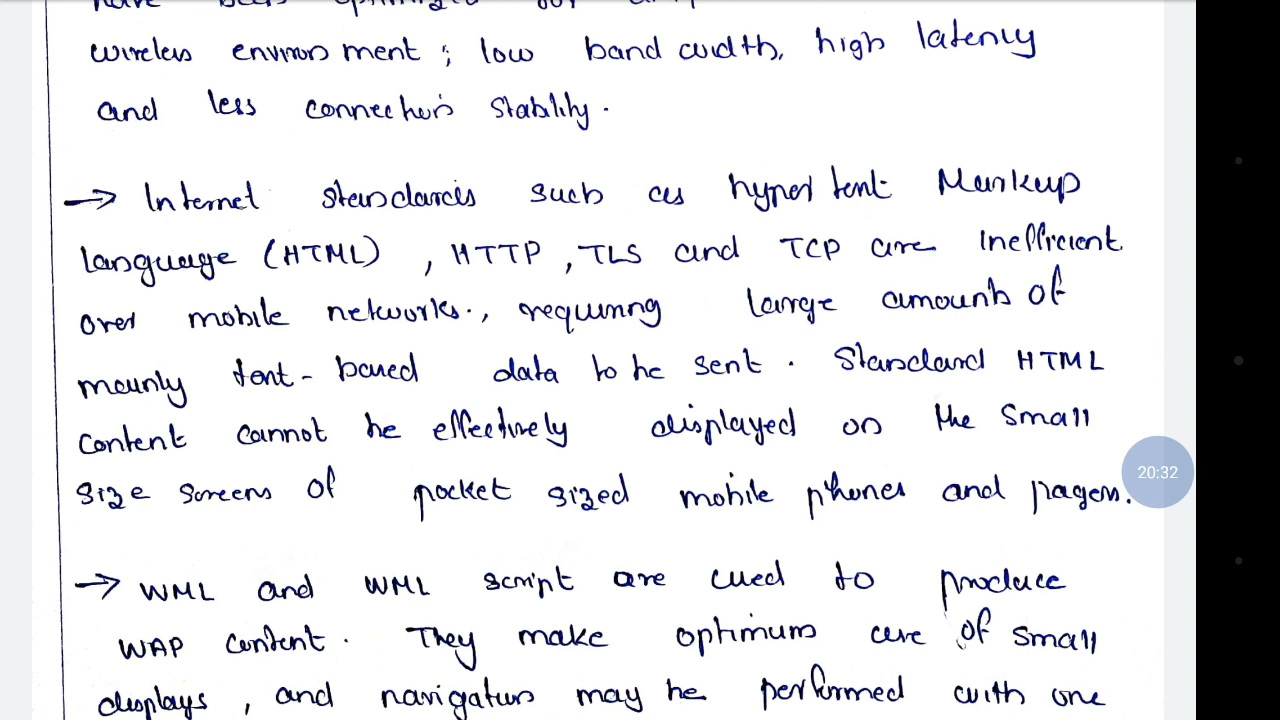 wireless environment ; low band width, high latency
and less connection stability.
→ Internet standards such as hyper text Markup
language (HTML) , HTTP , TLS and TCP are inefficient
over mobile networks., requiring large amounts of
mainly text-based data to be sent . Standard HTML
content cannot be effectively displayed on the small
size screens of pocket sized mobile phones and pagers.
20:32
→ WML and WML script are used to produce
WAP content . They make optimum use of small
displays , and navigation may be performed with one